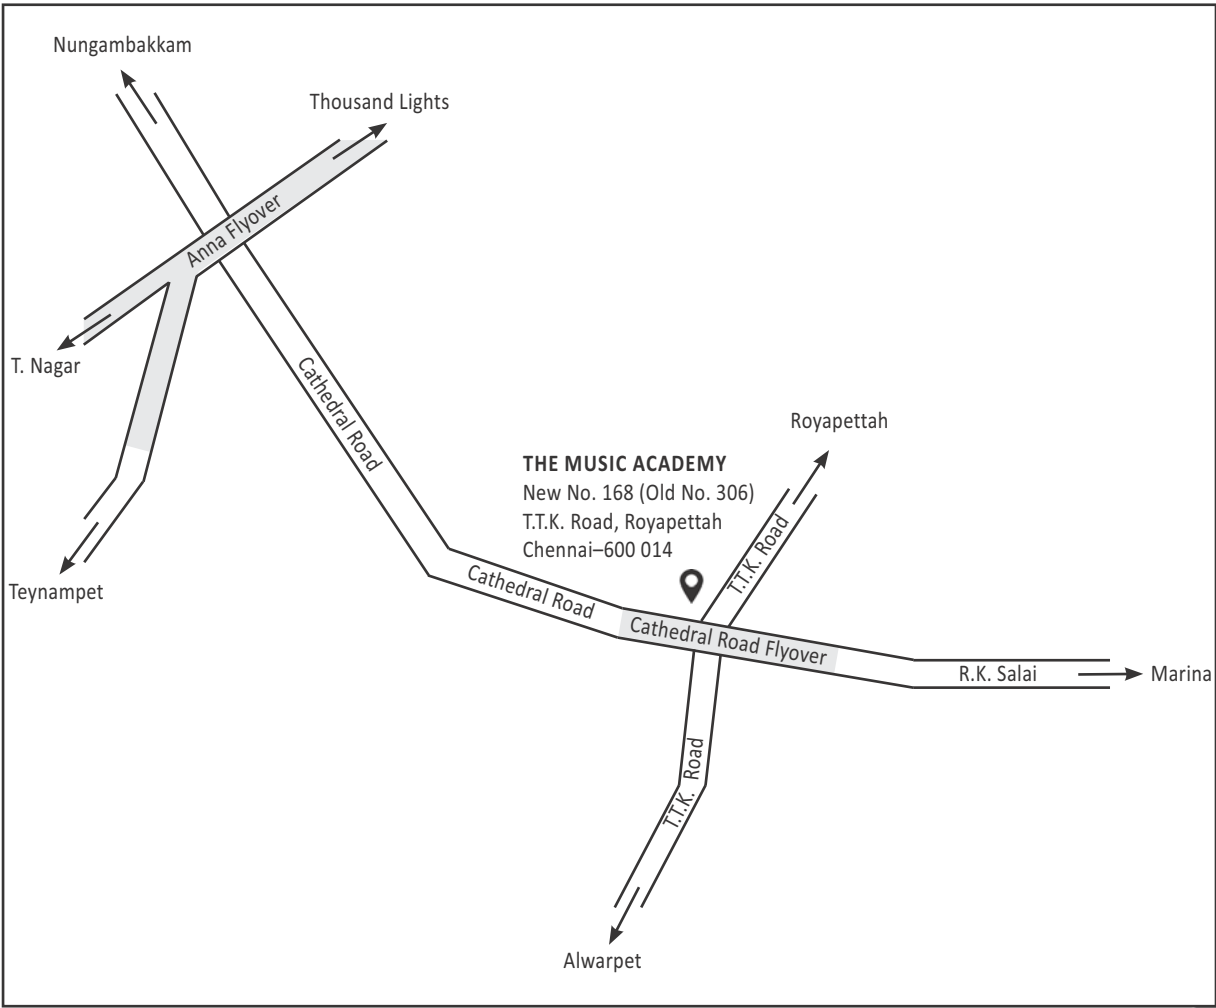 Nungambakkam
Thousand Lights
Anna Flyover
T. Nagar
Cathedral Road
Teynampet
Royapettah
THE MUSIC ACADEMY
New No. 168 (Old No. 306)
T.T.K. Road, Royapettah
Chennai–600 014
T.T.K. Road
Cathedral Road
Cathedral Road Flyover
R.K. Salai
Marina
T.T.K. Road
Alwarpet